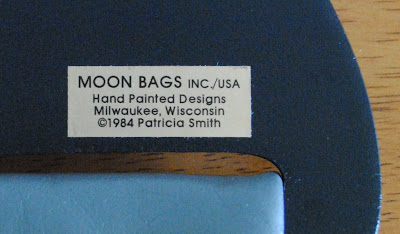 MOON BAGS INC./USA
Hand Painted Designs
Milwaukee, Wisconsin
©1984 Patricia Smith